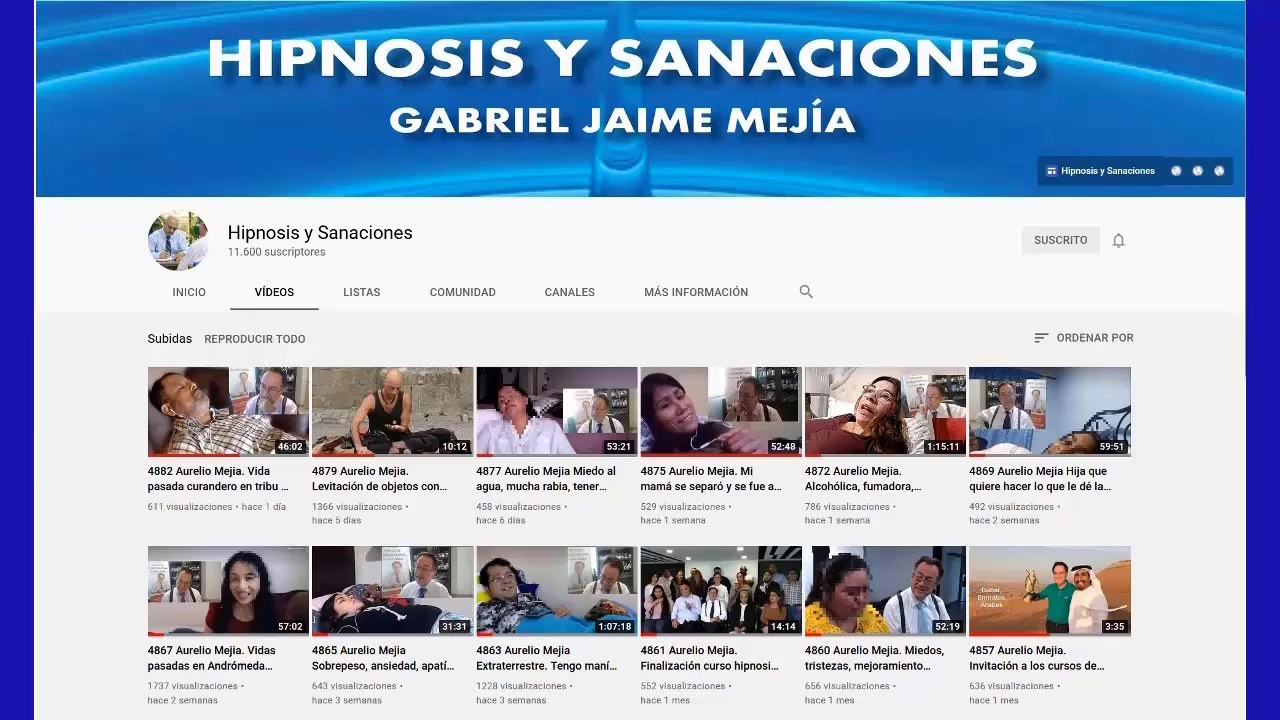 HIPNOSIS Y SANACIONES
GABRIEL JAIME MEJÍA
Hipnosis y Sanaciones
Hipnosis y Sanaciones
11.600 suscriptores
SUSCRITO
INICIO VÍDEOS LISTAS COMUNIDAD CANALES MÁS INFORMACIÓN
Subidas REPRODUCIR TODO ORDENAR POR
46:02 10:12 53:21 52:48 1:15:11 59:51
4882 Aurelio Mejia. Vida
pasada curandero en tribu ...
611 visualizaciones • hace 1 día
4879 Aurelio Mejia.
Levitación de objetos con...
1366 visualizaciones •
hace 5 días
4877 Aurelio Mejia Miedo al
agua, mucha rabia, tener...
458 visualizaciones •
hace 6 días
4875 Aurelio Mejia. Mi
mamá se separó y se fue a...
529 visualizaciones •
hace 1 semana
4872 Aurelio Mejia.
Alcohólica, fumadora,...
786 visualizaciones •
hace 1 semana
4869 Aurelio Mejia Hija que
quiere hacer lo que le dé la...
492 visualizaciones •
hace 2 semanas
Dubai,
Emiratos
Arabes
57:02 31:31 1:07:18 14:14 52:19 3:35
4867 Aurelio Mejia. Vidas
pasadas en Andrómeda...
1737 visualizaciones •
hace 2 semanas
4865 Aurelio Mejia
Sobrepeso, ansiedad, apatí...
643 visualizaciones •
hace 3 semanas
4863 Aurelio Mejia
Extraterrestre. Tengo maní...
1228 visualizaciones •
hace 3 semanas
4861 Aurelio Mejia.
Finalización curso hipnosi...
552 visualizaciones •
hace 1 mes
4860 Aurelio Mejia. Miedos,
tristezas, mejoramiento...
656 visualizaciones •
hace 1 mes
4857 Aurelio Mejia.
Invitación a los cursos de...
636 visualizaciones •
hace 1 mes